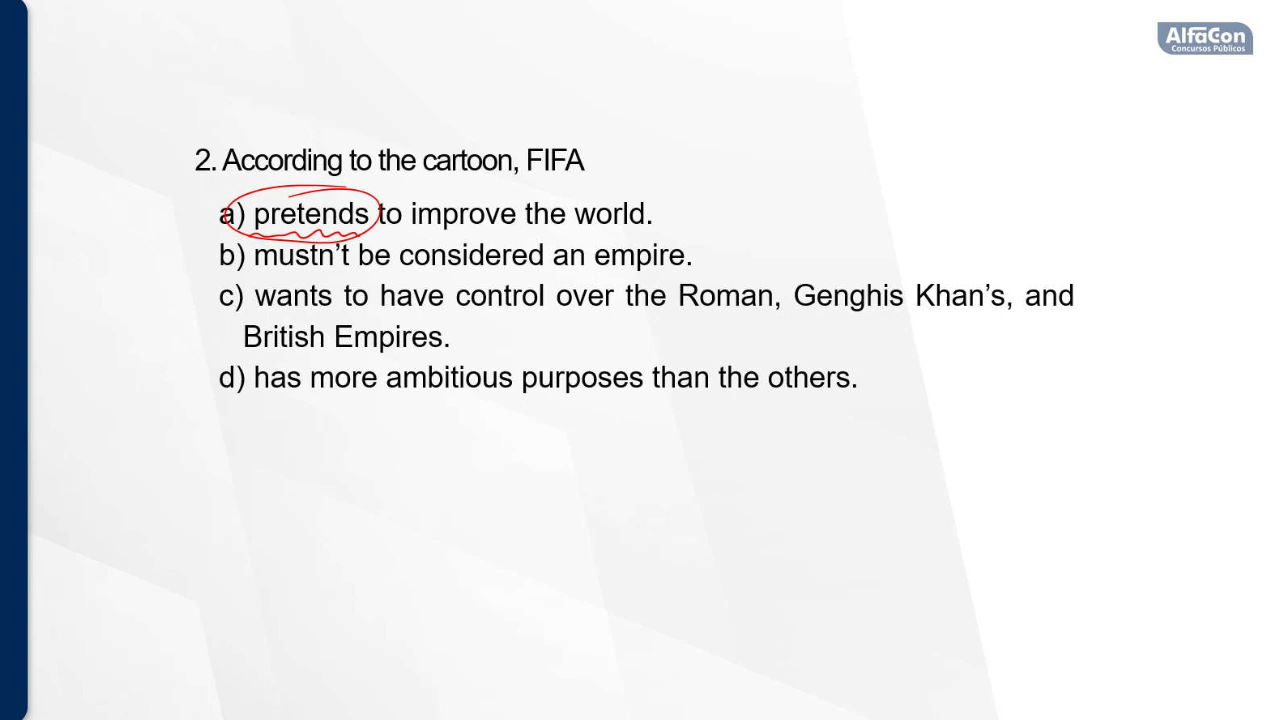 AlfaCon
Concursos Públicos
2. According to the cartoon, FIFA
a) pretends to improve the world.
b) mustn’t be considered an empire.
c) wants to have control over the Roman, Genghis Khan’s, and
British Empires.
d) has more ambitious purposes than the others.